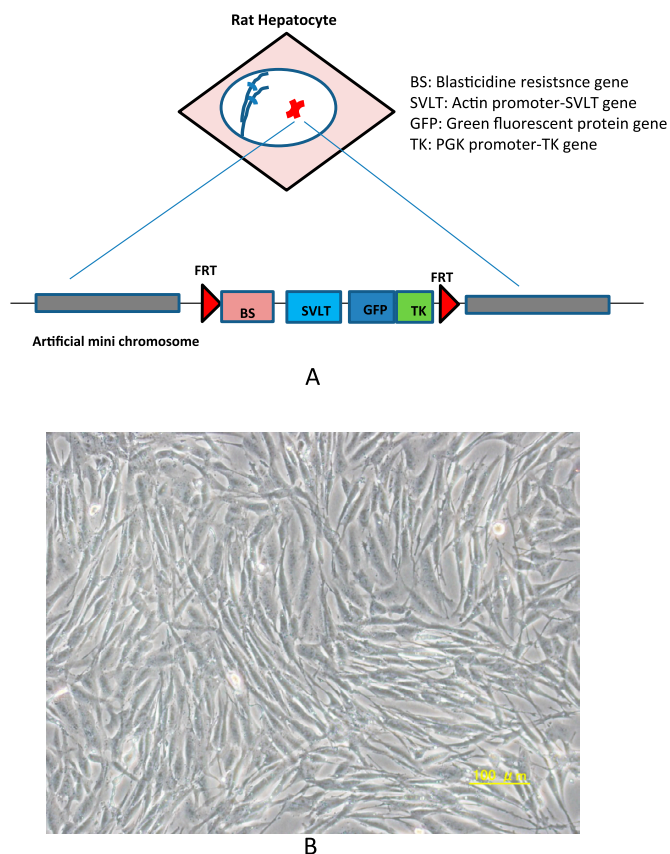 Rat Hepatocyte
BS: Blasticidine resistsnce gene
SVLT: Actin promoter-SVLT gene
GFP: Green fluorescent protein gene
TK: PGK promoter-TK gene
FRT
FRT
BS
SVLT
GFP
TK
Artificial mini chromosome
A
100 μm
B